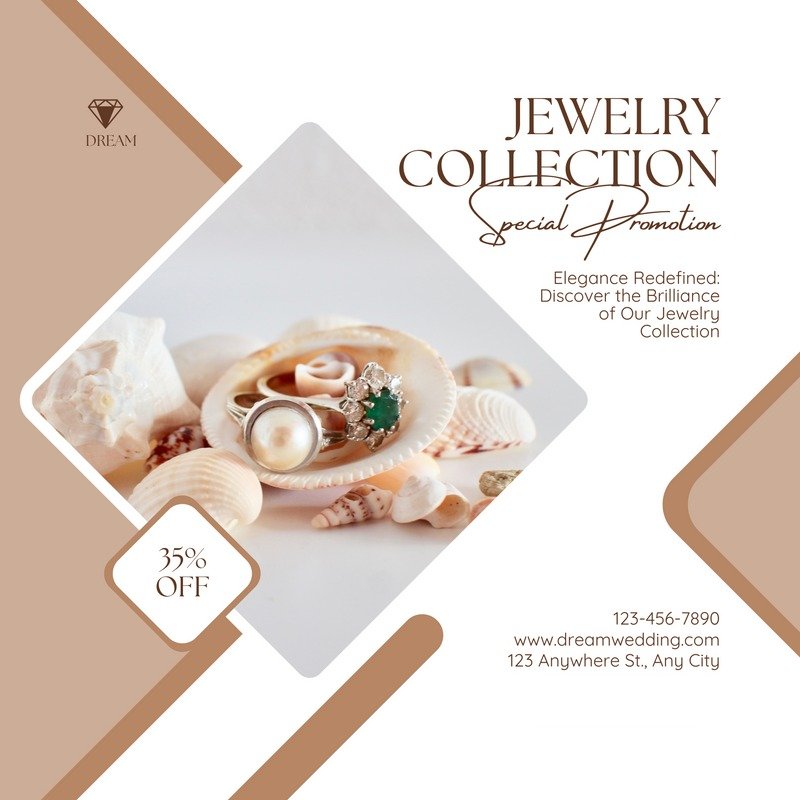 DREAM
JEWELRY
COLLECTION
Special Promotion
Elegance Redefined:
Discover the Brilliance
of Our Jewelry
Collection
35%
OFF
123-456-7890
www.dreamwedding.com
123 Anywhere St., Any City